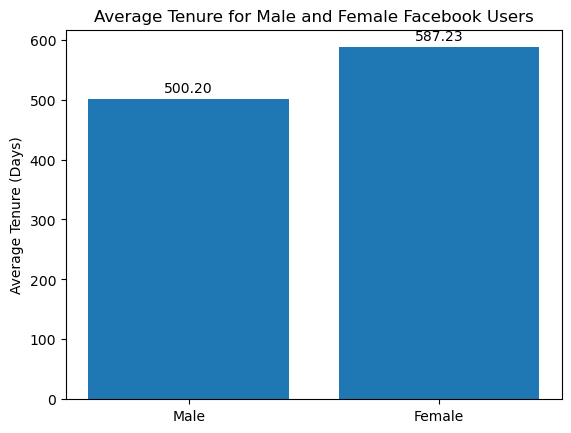 Average Tenure for Male and Female Facebook Users
Average Tenure (Days)
600
500
400
300
200
100
0
500.20
587.23
Male
Female